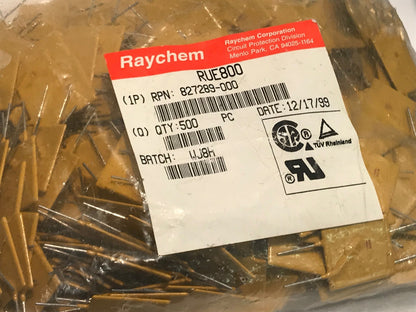 Raychem
Raychem Corporation
Circuit Protection Division
Menlo Park, CA 94025-1164
RUE800
(1P) RPN: 827289-000
(Q) QTY:500 PC
DATE:12/17/99
BATCH: WJ8H
TÜV Rheinland